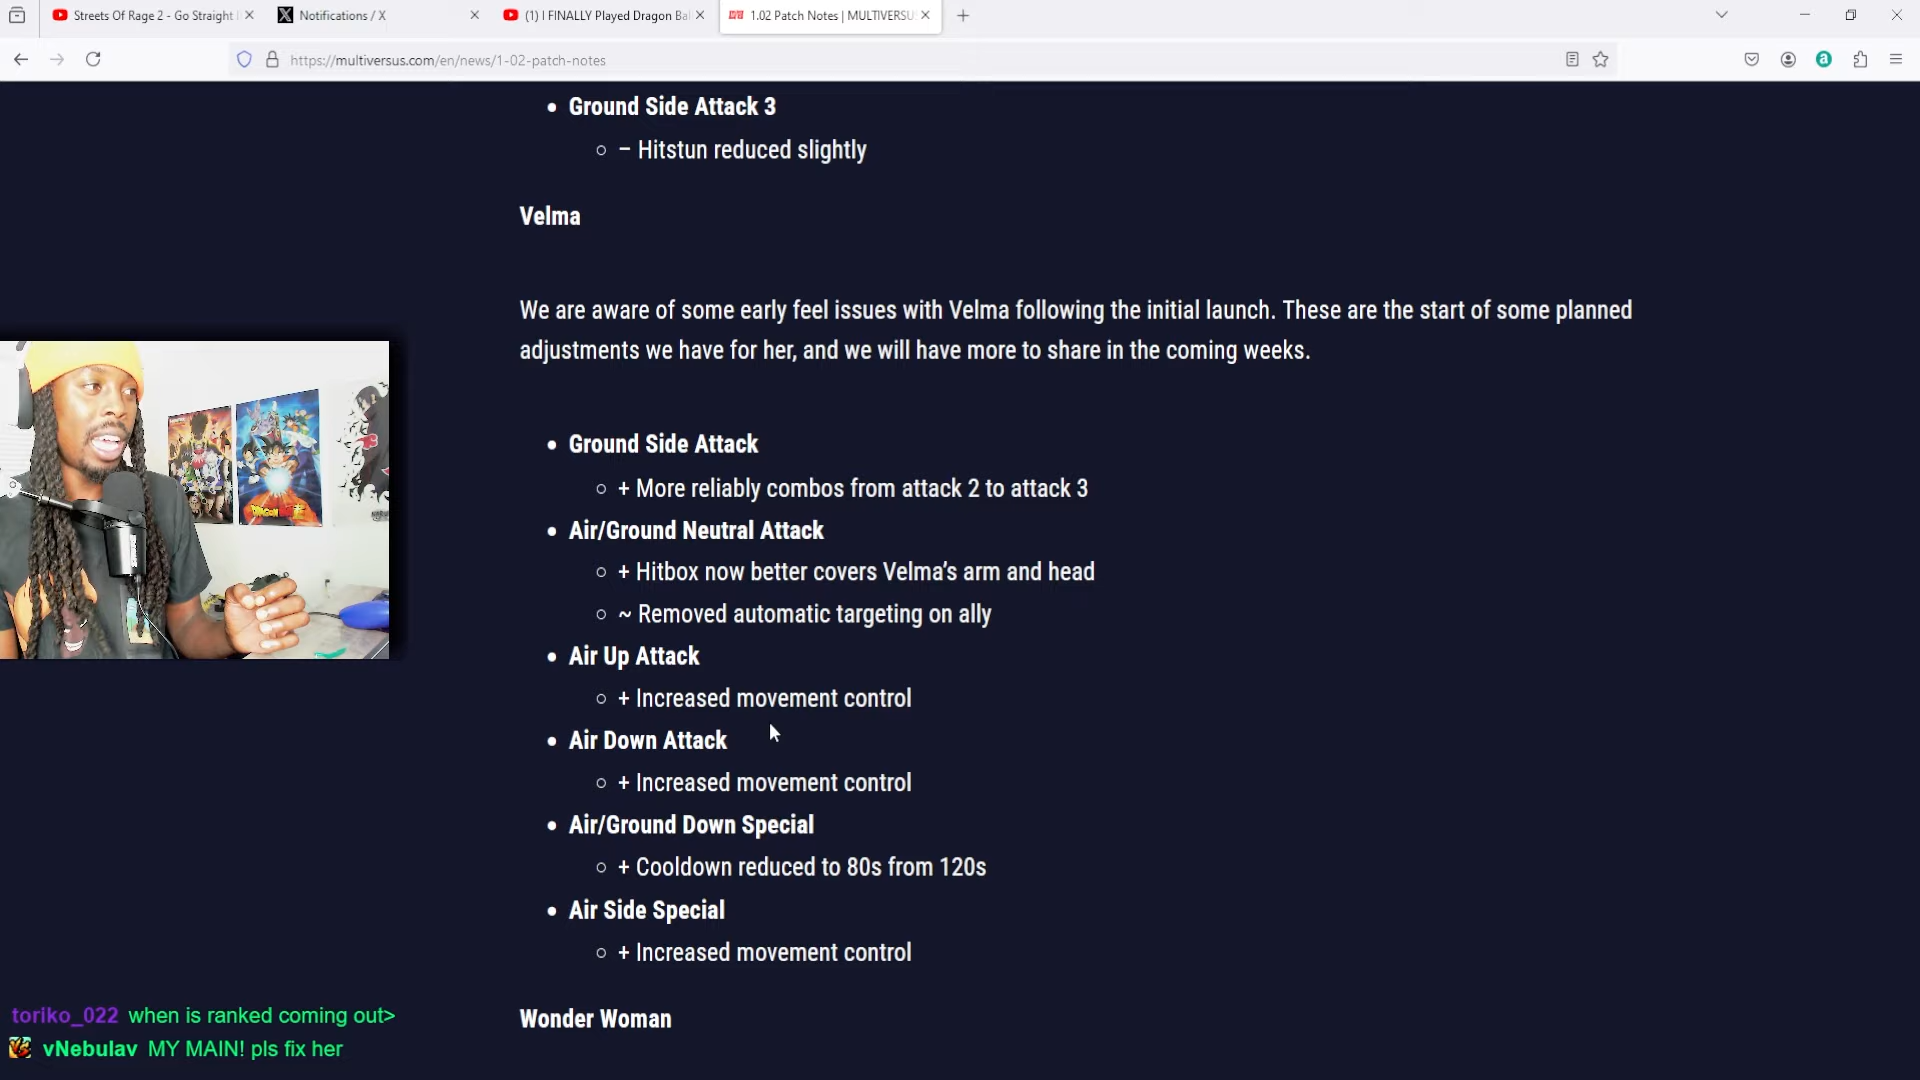 Streets Of Rage 2 - Go Straight
Notifications / X
(1) I FINALLY Played Dragon Bal
1.02 Patch Notes | MULTIVERSU
https://multiversus.com/en/news/1-02-patch-notes
• Ground Side Attack 3
○ – Hitstun reduced slightly
Velma
We are aware of some early feel issues with Velma following the initial launch. These are the start of some planned
adjustments we have for her, and we will have more to share in the coming weeks.
• Ground Side Attack
○ + More reliably combos from attack 2 to attack 3
• Air/Ground Neutral Attack
○ + Hitbox now better covers Velma’s arm and head
○ ~ Removed automatic targeting on ally
• Air Up Attack
○ + Increased movement control
• Air Down Attack
○ + Increased movement control
• Air/Ground Down Special
○ + Cooldown reduced to 80s from 120s
• Air Side Special
○ + Increased movement control
Wonder Woman
toriko_022 when is ranked coming out>
vNebulav MY MAIN! pls fix her